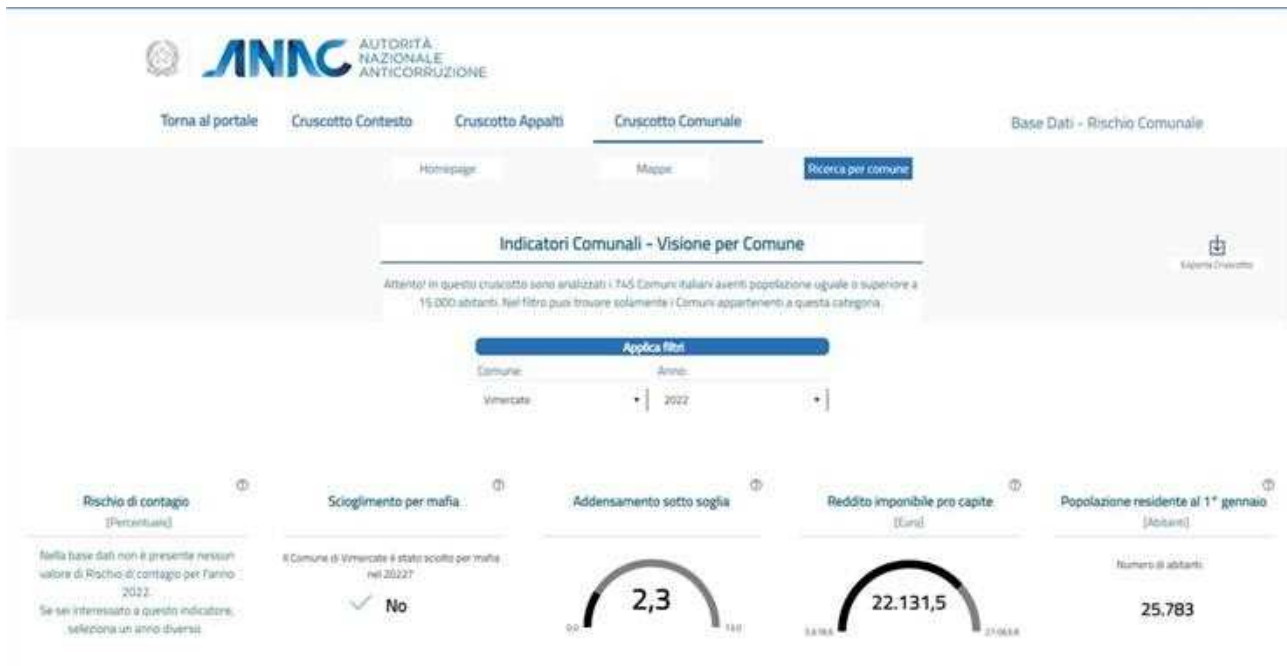 ANAC
AUTORITÀ
NAZIONALE
ANTICORRUZIONE
Torna al portale
Cruscotto Contesto
Cruscotto Appalti
Cruscotto Comunale
Base Dati - Rischio Comunale
Homepage
Mappe
Ricerca per comune
Indicatori Comunali - Visione per Comune
Esporta Cruscotto
Attento! In questo cruscotto sono analizzati i 745 Comuni italiani aventi popolazione uguale o superiore a
15.000 abitanti. Nel filtro puoi trovare solamente i Comuni appartenenti a questa categoria.
Applica filtri
Comune:
Anno:
Vimercate
2022
Rischio di contagio
[Percentuale]
Nella base dati non è presente nessun
valore di Rischio di contagio per l'anno
2022.
Se sei interessato a questo indicatore,
seleziona un anno diverso.
Scioglimento per mafia
Il Comune di Vimercate è stato sciolto per mafia
nel 2022?
No
Addensamento sotto soglia
2,3
0,0
13,0
Reddito imponibile pro capite
[Euro]
22.131,5
Popolazione residente al 1° gennaio
[Abitanti]
Numero di abitanti:
25.783